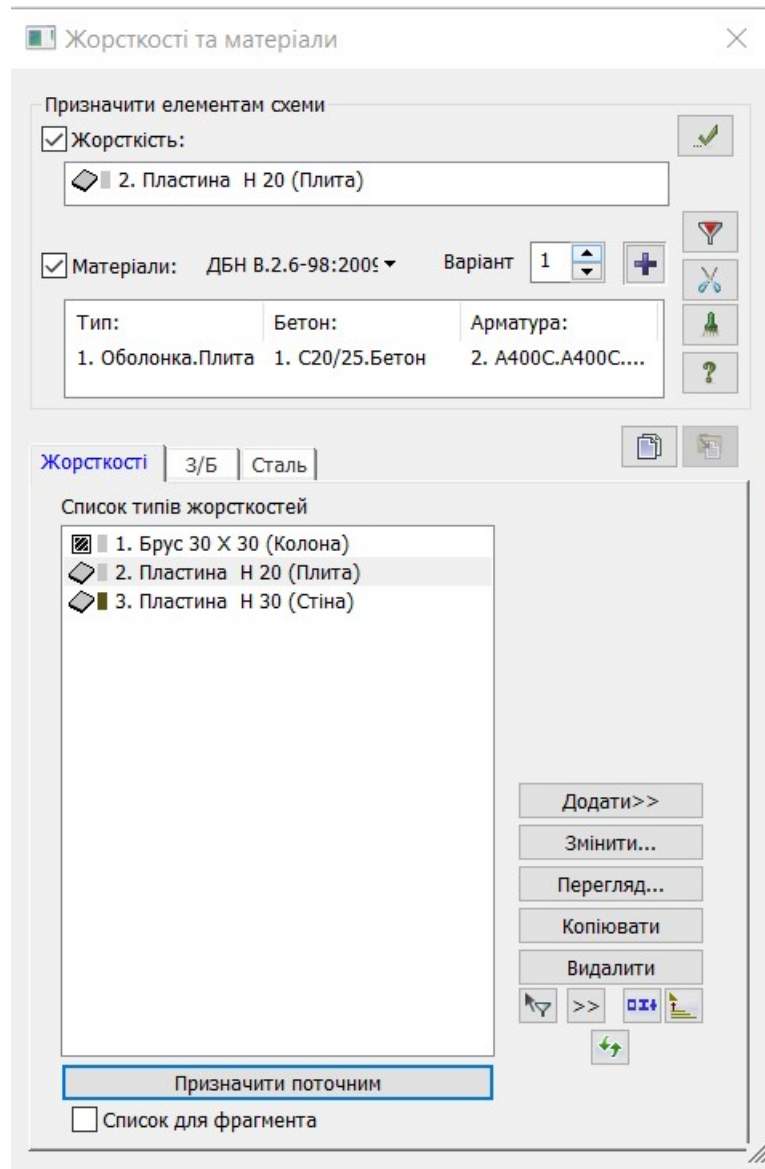 Жорсткості та матеріали
Призначити елементам схеми
Жорсткість:
2. Пластина H 20 (Плита)
Матеріали: ДБН В.2.6-98:2009 Варіант 1
Тип: Бетон: Арматура:
1. Оболонка.Плита 1. C20/25.Бетон 2. A400C.A400C....
Жорсткості З/Б Сталь
Список типів жорсткостей
1. Брус 30 X 30 (Колона)
2. Пластина H 20 (Плита)
3. Пластина H 30 (Стіна)
Додати>>
Змінити...
Перегляд...
Копіювати
Видалити
>>
Призначити поточним
Список для фрагмента